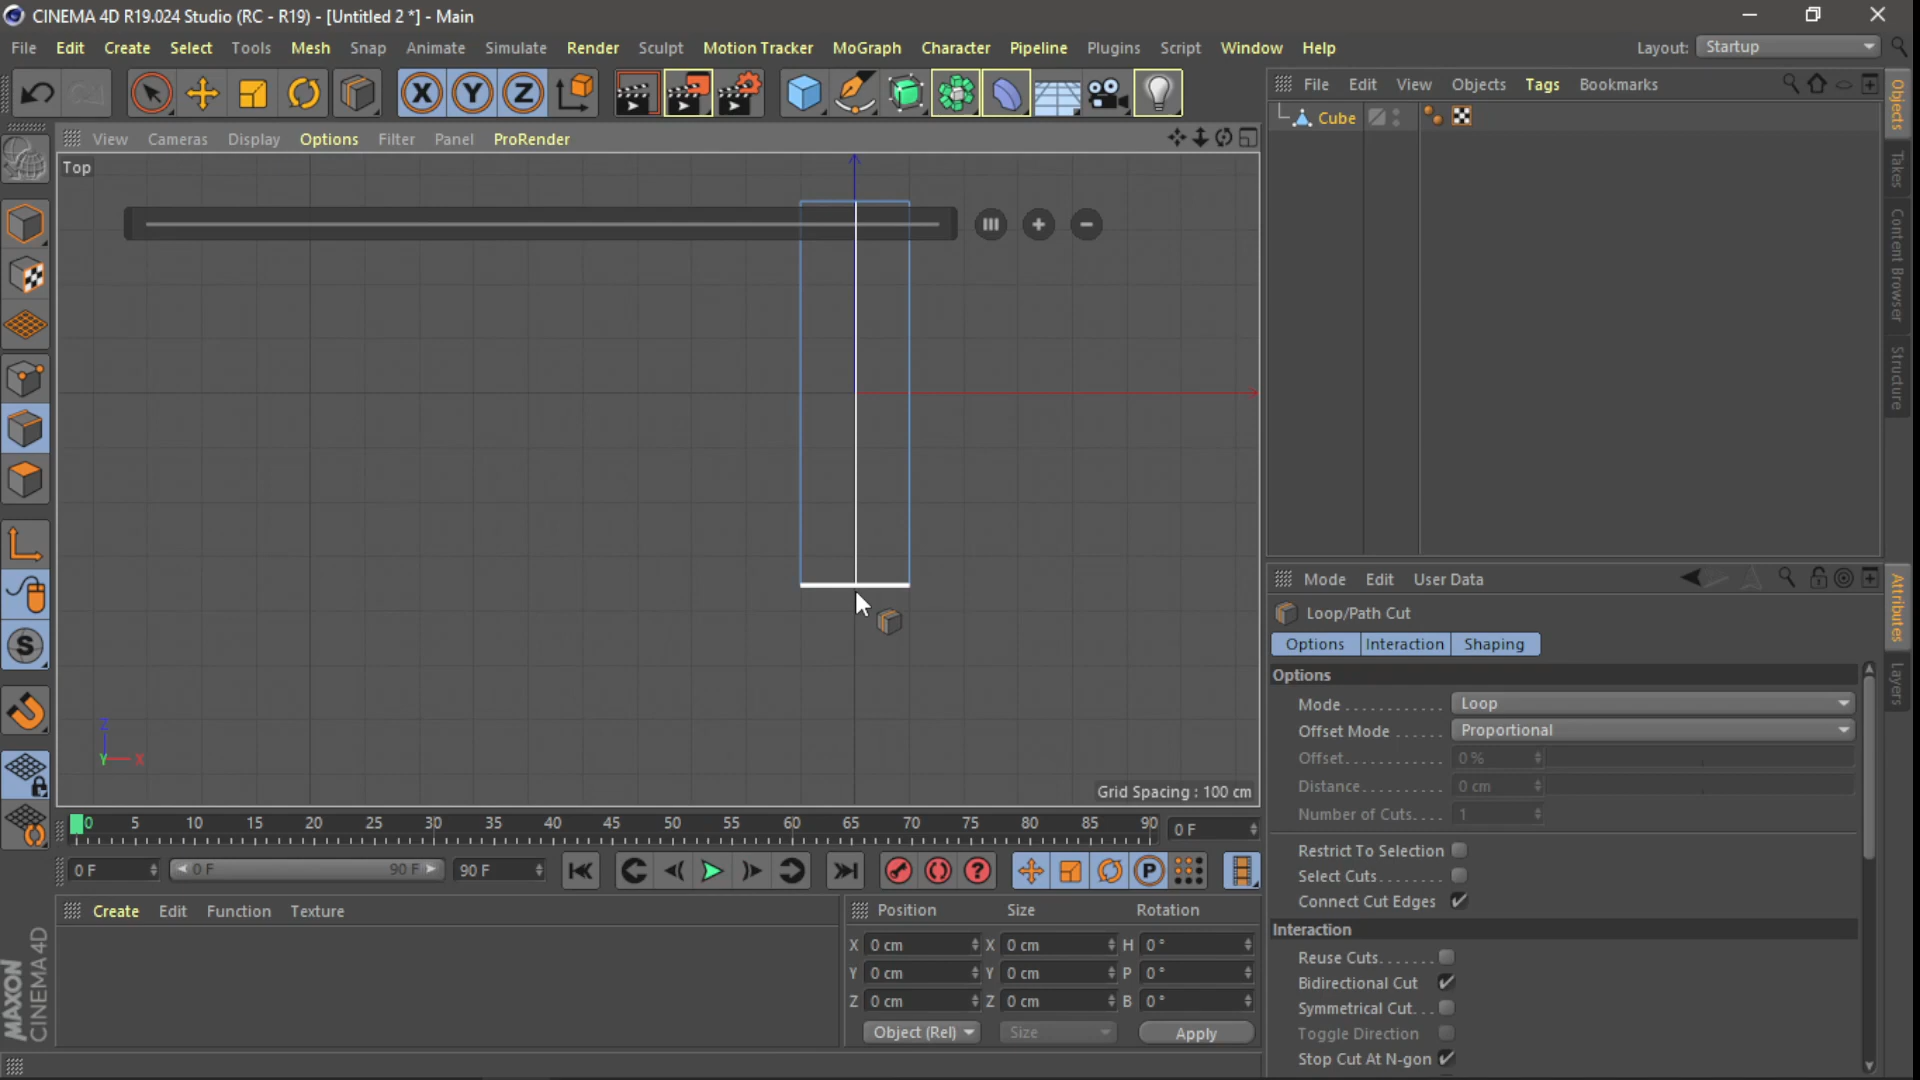 CINEMA 4D R19.024 Studio (RC - R19) - [Untitled 2 *] - Main
File Edit Create Select Tools Mesh Snap Animate Simulate Render Sculpt Motion Tracker MoGraph Character Pipeline Plugins Script Window Help Layout: Startup
X Y Z
File Edit View Objects Tags Bookmarks
Cube
View Cameras Display Options Filter Panel ProRender
Top
Z
Y X
Grid Spacing : 100 cm
Objects
Takes
Content Browser
Structure
Mode Edit User Data
Loop/Path Cut
Options Interaction Shaping
Options
Mode . . . . . . . . . . . . Loop
Offset Mode . . . . . . Proportional
Offset. . . . . . . . . . . . 0 %
Distance. . . . . . . . . . 0 cm
Number of Cuts. . . . 1
Restrict To Selection
Select Cuts. . . . . . .
Connect Cut Edges
Interaction
Reuse Cuts. . . . . . .
Bidirectional Cut
Symmetrical Cut. . .
Toggle Direction
Stop Cut At N-gon
Attributes
Layers
0 5 10 15 20 25 30 35 40 45 50 55 60 65 70 75 80 85 90 0 F
0 F 0 F 90 F 90 F P
Create Edit Function Texture
Position Size Rotation
X 0 cm X 0 cm H 0 °
Y 0 cm Y 0 cm P 0 °
Z 0 cm Z 0 cm B 0 °
Object (Rel) Size Apply
MAXON
CINEMA 4D
S